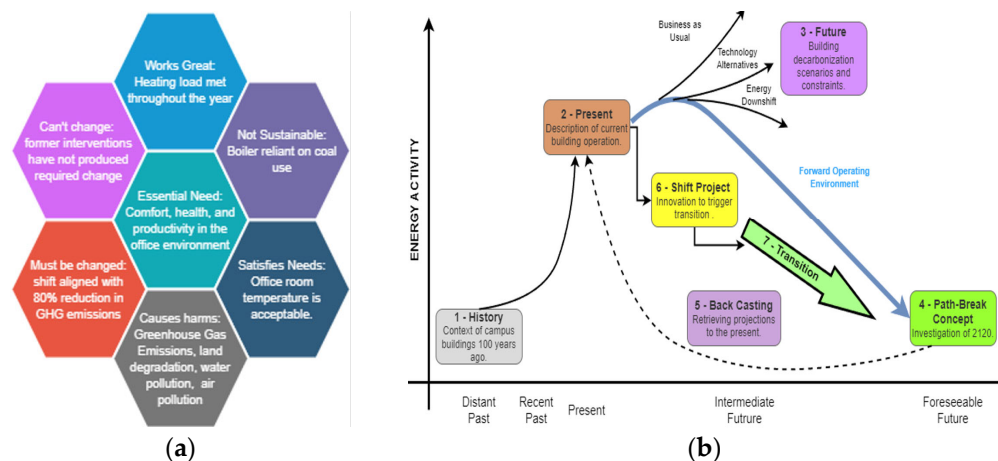 Works Great:
Heating load met
throughout the year
Can't change:
former interventions
have not produced
required change
Not Sustainable:
Boiler reliant on coal
use
Essential Need:
Comfort, health, and
productivity in the
office environment
Must be changed:
shift aligned with
80% reduction in
GHG emissions
Satisfies Needs:
Office room
temperature is
acceptable.
Causes harms:
Greenhouse Gas
Emissions, land
degradation, water
pollution, air
pollution
(a)
ENERGY ACTIVITY
Business as
Usual
Technology
Alternatives
Energy
Downshift
3 - Future
Building
decarbonization
scenarios and
constraints.
2 - Present
Description of current
building operation.
Forward Operating
Environment
6 - Shift Project
Innovation to trigger
transition .
7 - Transition
1 - History
Context of campus
buildings 100 years
ago.
5 - Back Casting
Retrieving projections
to the present.
4 - Path-Break
Concept
Investigation of 2120.
Distant
Past
Recent
Past
Present
Intermediate
Futrure
Foreseeable
Future
(b)